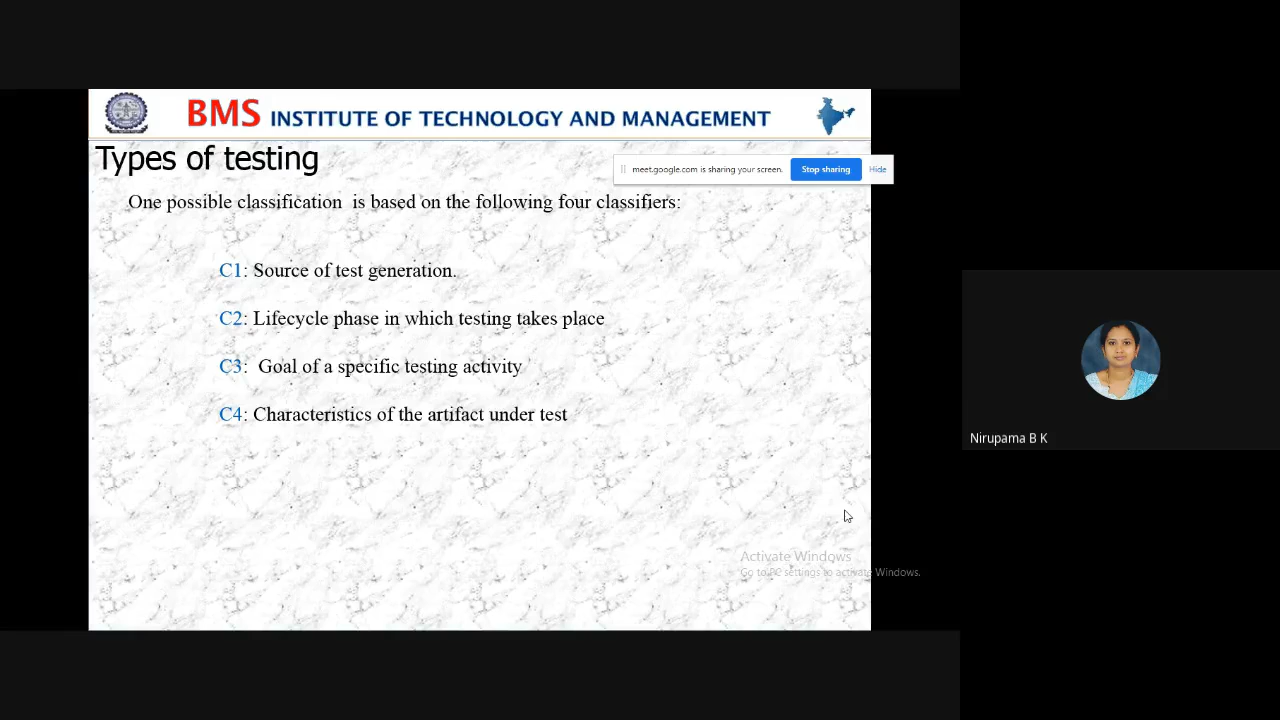 BMS INSTITUTE OF TECHNOLOGY AND MANAGEMENT
Types of testing
meet.google.com is sharing your screen. Stop sharing Hide
One possible classification is based on the following four classifiers:
C1: Source of test generation.
C2: Lifecycle phase in which testing takes place
C3: Goal of a specific testing activity
C4: Characteristics of the artifact under test
Nirupama B K
Activate Windows
Go to PC settings to activate Windows.